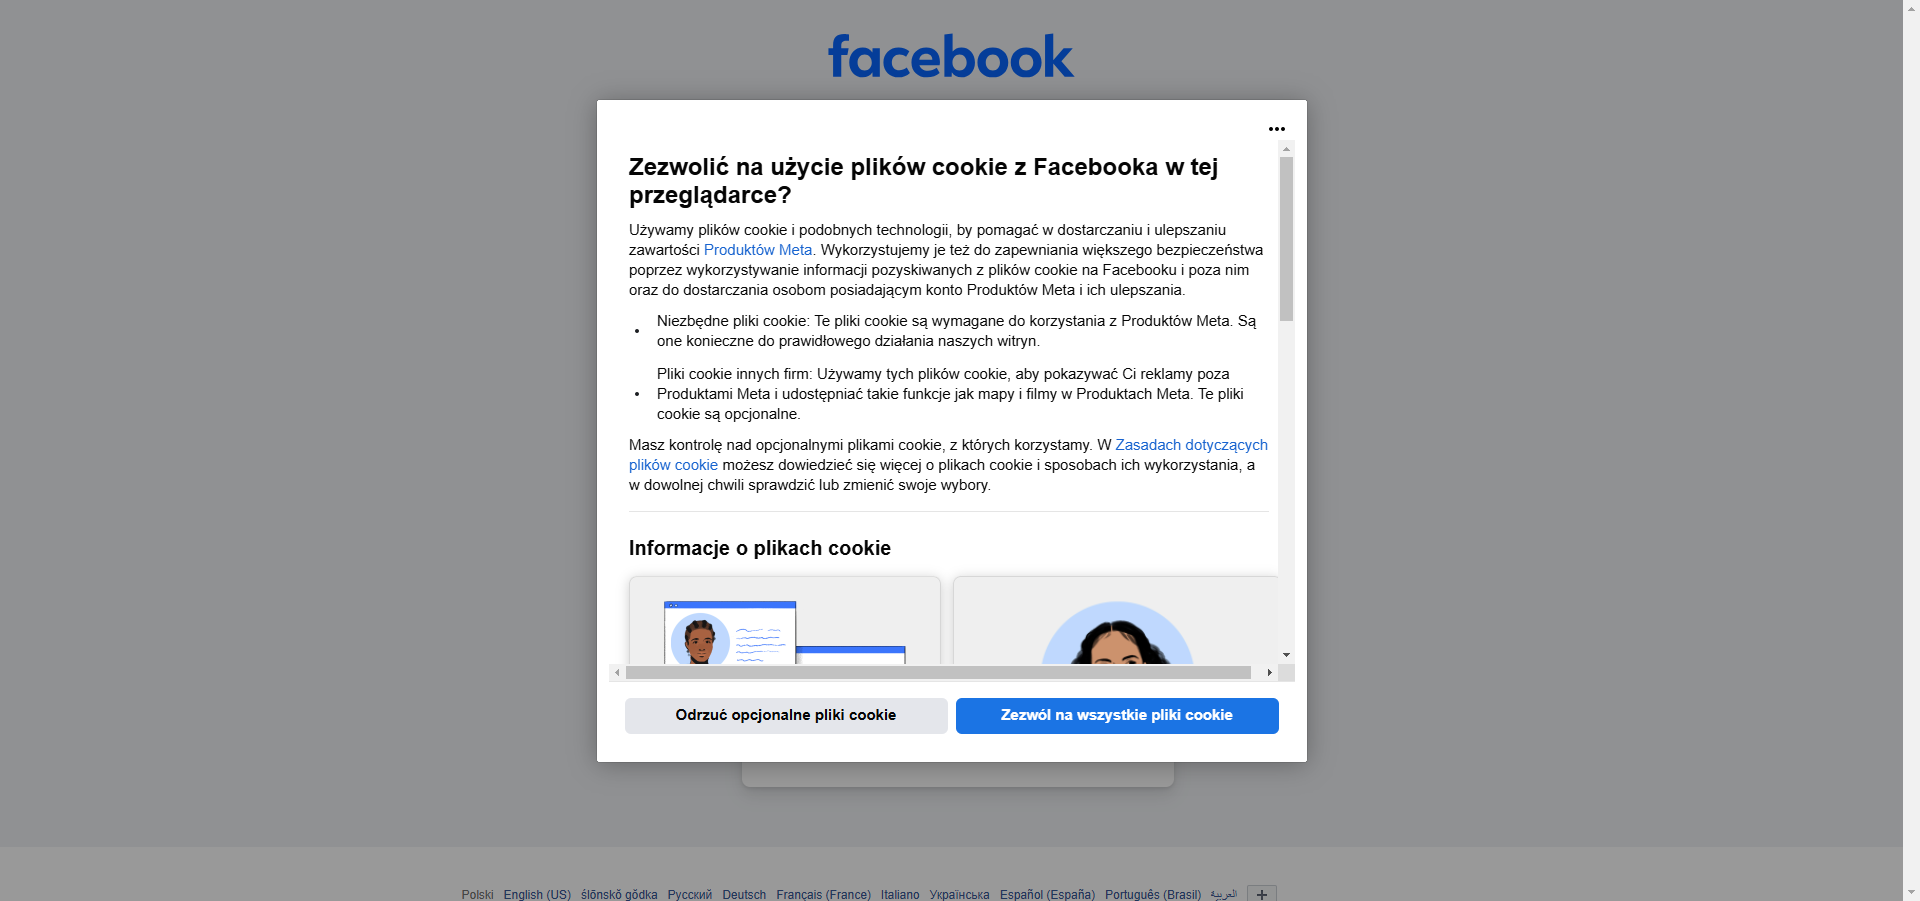 facebook
Zezwolić na użycie plików cookie z Facebooka w tej
przeglądarce?
Używamy plików cookie i podobnych technologii, by pomagać w dostarczaniu i ulepszaniu
zawartości Produktów Meta. Wykorzystujemy je też do zapewniania większego bezpieczeństwa
poprzez wykorzystywanie informacji pozyskiwanych z plików cookie na Facebooku i poza nim
oraz do dostarczania osobom posiadającym konto Produktów Meta i ich ulepszania.
• Niezbędne pliki cookie: Te pliki cookie są wymagane do korzystania z Produktów Meta. Są
one konieczne do prawidłowego działania naszych witryn.
• Pliki cookie innych firm: Używamy tych plików cookie, aby pokazywać Ci reklamy poza
Produktami Meta i udostępniać takie funkcje jak mapy i filmy w Produktach Meta. Te pliki
cookie są opcjonalne.
Masz kontrolę nad opcjonalnymi plikami cookie, z których korzystamy. W Zasadach dotyczących
plików cookie możesz dowiedzieć się więcej o plikach cookie i sposobach ich wykorzystania, a
w dowolnej chwili sprawdzić lub zmienić swoje wybory.
Informacje o plikach cookie
Odrzuć opcjonalne pliki cookie
Zezwól na wszystkie pliki cookie
Polski English (US) ślōnskŏ gŏdka Русский Deutsch Français (France) Italiano Українська Español (España) Português (Brasil) العربية